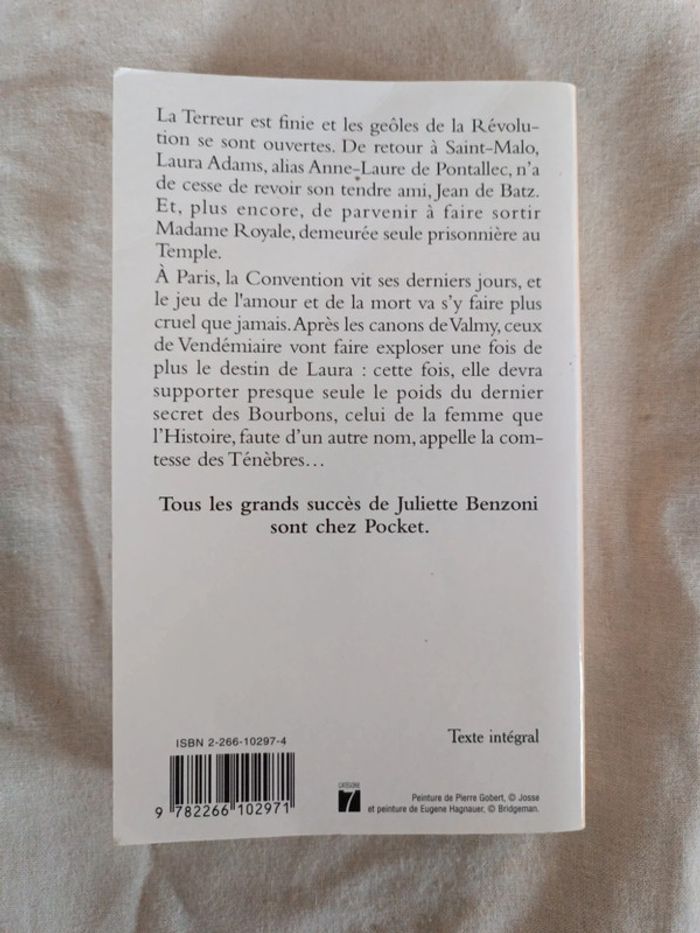 La Terreur est finie et les geôles de la Révolu-
tion se sont ouvertes. De retour à Saint-Malo,
Laura Adams, alias Anne-Laure de Pontallec, n'a
de cesse de revoir son tendre ami, Jean de Batz.
Et, plus encore, de parvenir à faire sortir
Madame Royale, demeurée seule prisonnière au
Temple.
À Paris, la Convention vit ses derniers jours, et
le jeu de l'amour et de la mort va s'y faire plus
cruel que jamais. Après les canons de Valmy, ceux
de Vendémiaire vont faire exploser une fois de
plus le destin de Laura : cette fois, elle devra
supporter presque seule le poids du dernier
secret des Bourbons, celui de la femme que
l'Histoire, faute d'un autre nom, appelle la com-
tesse des Ténèbres…
Tous les grands succès de Juliette Benzoni
sont chez Pocket.
Texte intégral
ISBN 2-266-10297-4
9 782266 102971
CATÉGORIE
7
Peinture de Pierre Gobert, © Josse
et peinture de Eugene Hagnauer, © Bridgeman.